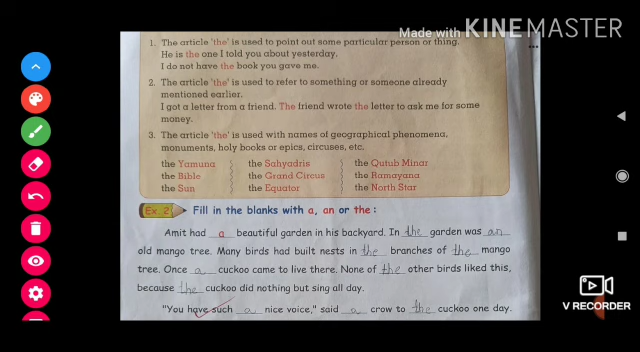 Made with KINEMASTER
1. The article 'the' is used to point out some particular person or thing.
He is the one I told you about yesterday.
I do not have the book you gave me.
2. The article 'the' is used to refer to something or someone already
mentioned earlier.
I got a letter from a friend. The friend wrote the letter to ask me for some
money.
3. The article 'the' is used with names of geographical phenomena,
monuments, holy books or epics, circuses, etc.
the Yamuna the Sahyadris the Qutub Minar
the Bible the Grand Circus the Ramayana
the Sun the Equator the North Star
Ex. 2 Fill in the blanks with a, an or the :
Amit had a beautiful garden in his backyard. In the garden was an
old mango tree. Many birds had built nests in the branches of the mango
tree. Once a cuckoo came to live there. None of the other birds liked this,
because the cuckoo did nothing but sing all day.
"You have such a nice voice," said a crow to the cuckoo one day.
V RECORDER